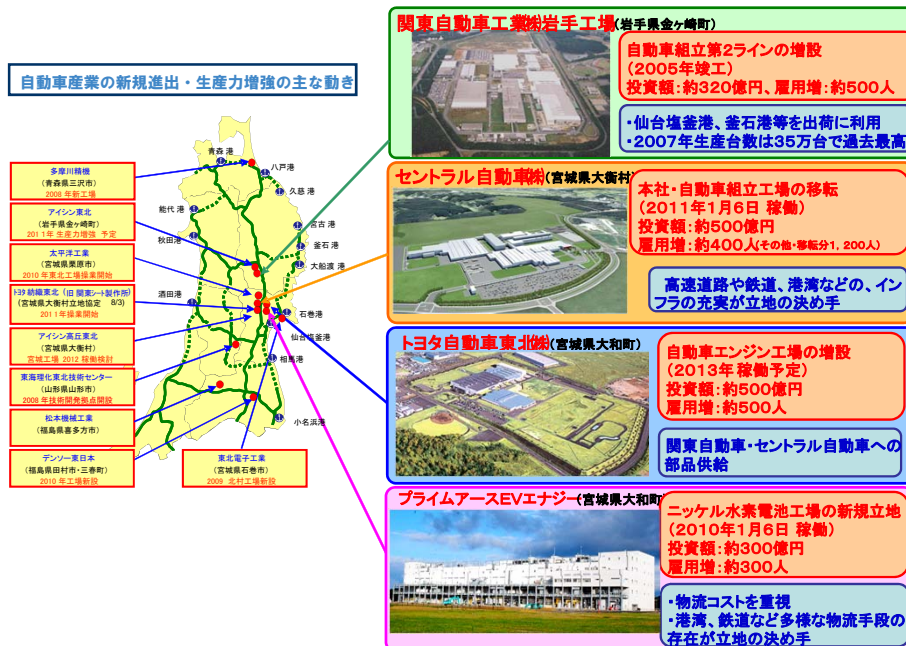 自動車産業の新規進出・生産力増強の主な動き
多摩川精機
(青森県三沢市)
2008年新工場
アイシン東北
(岩手県金ヶ崎町)
2011年 生産力増強 予定
太平洋工業
(宮城県栗原市)
2010年東北工場操業開始
トヨタ紡織東北(旧 関東シート製作所)
(宮城県大衡村立地協定 8/3)
2011年操業開始
アイシン高丘東北
(宮城県大衡村)
宮城工場 2012 稼働検討
東海理化東北技術センター
(山形県山形市)
2008年技術開発拠点開設
松本機械工業
(福島県喜多方市)
デンソー東日本
(福島県田村市・三春町)
2010年工場新設
東北電子工業
(宮城県石巻市)
2009 北村工場新設
青森港
八戸港
久慈港
能代港
宮古港
秋田港
釜石港
大船渡港
酒田港
石巻港
仙台塩釜港
相馬港
小名浜港
関東自動車工業㈱岩手工場(岩手県金ヶ崎町)
自動車組立第2ラインの増設
(2005年竣工)
投資額:約320億円、雇用増:約500人
・仙台塩釜港、釜石港等を出荷に利用
・2007年生産台数は35万台で過去最高
セントラル自動車㈱(宮城県大衡村)
本社・自動車組立工場の移転
(2011年1月6日 稼働)
投資額:約500億円
雇用増:約400人(その他・移転分1,200人)
高速道路や鉄道、港湾などの、イン
フラの充実が立地の決め手
トヨタ自動車東北㈱(宮城県大和町)
自動車エンジン工場の増設
(2013年 稼働予定)
投資額:約500億円
雇用増:約500人
関東自動車・セントラル自動車への
部品供給
プライムアースEVエナジー(宮城県大和町)
ニッケル水素電池工場の新規立地
(2010年1月6日 稼働)
投資額:約300億円
雇用増:約300人
・物流コストを重視
・港湾、鉄道など多様な物流手段の
存在が立地の決め手